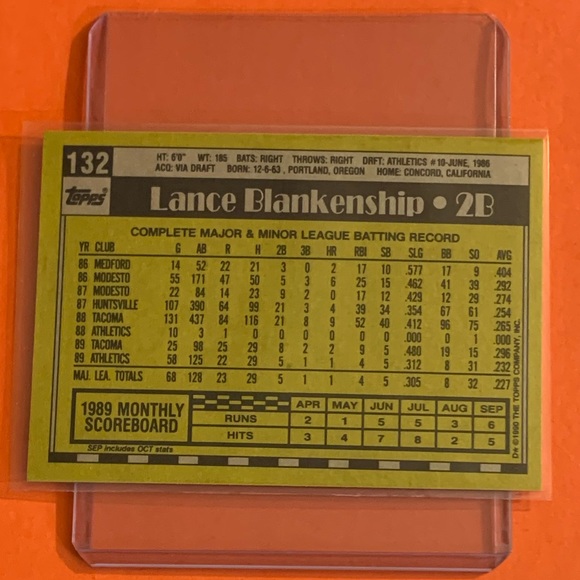 132
HT: 6'0" WT: 185 BATS: RIGHT THROWS: RIGHT DRFT: ATHLETICS #10-JUNE, 1986
ACQ: VIA DRAFT BORN: 12-6-63, PORTLAND, OREGON HOME: CONCORD, CALIFORNIA
Topps®
Lance Blankenship • 2B
COMPLETE MAJOR & MINOR LEAGUE BATTING RECORD
YR CLUB G AB R H 2B 3B HR RBI SB SLG BB SO AVG
86 MEDFORD 14 52 22 21 3 0 2 17 10 .577 17 9 .404
86 MODESTO 55 171 47 50 5 3 6 25 15 .462 41 39 .292
87 MODESTO 22 84 14 23 9 2 0 17 12 .429 12 29 .274
87 HUNTSVILLE 107 390 64 99 21 3 4 39 34 .354 67 61 .254
88 TACOMA 131 437 84 116 21 8 9 52 40 .412 96 75 .265
88 ATHLETICS 10 3 1 0 0 0 0 0 0 .000 0 1 .000
89 TACOMA 25 98 25 29 8 2 2 9 5 .480 19 15 .296
89 ATHLETICS 58 125 22 29 5 1 1 4 5 .312 8 31 .232
MAJ. LEA. TOTALS 68 128 23 29 5 1 1 4 5 .305 8 32 .227
1989 MONTHLY SCOREBOARD
APR MAY JUN JUL AUG SEP
RUNS 2 1 5 5 3 6
HITS 3 4 7 8 2 5
SEP includes OCT stats
D* ©1990 THE TOPPS COMPANY, INC.